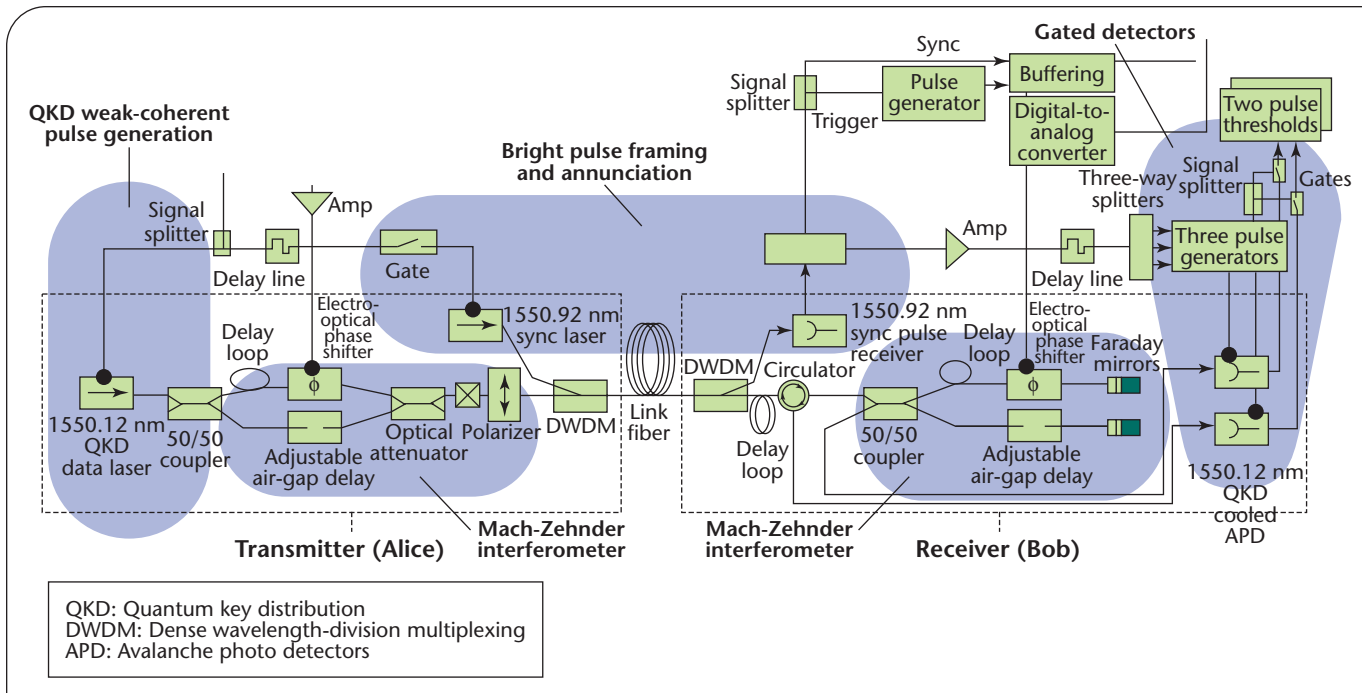 Gated detectors
Sync
Signal
splitter
Pulse
generator
Trigger
Buffering
Digital-to-
analog
converter
Two pulse
thresholds
QKD weak-coherent
pulse generation
Bright pulse framing
and annunciation
Signal
splitter
Gates
Three-way
splitters
Three pulse
generators
Signal
splitter
Delay line
Amp
Gate
Amp
Delay line
Delay
loop
Electro-
optical
phase
shifter
1550.92 nm
sync laser
1550.92 nm
sync pulse
receiver
Delay
loop
Electro-
optical
phase
shifter
Faraday
mirrors
1550.12 nm
QKD
data laser
50/50
coupler
ϕ
Adjustable
air-gap delay
Optical
attenuator
Polarizer
DWDM
Link
fiber
DWDM
Circulator
Delay
loop
50/50
coupler
ϕ
Adjustable
air-gap delay
1550.12 nm
QKD
cooled
APD
Transmitter (Alice)
Mach-Zehnder
interferometer
Mach-Zehnder
interferometer
Receiver (Bob)
QKD: Quantum key distribution
DWDM: Dense wavelength-division multiplexing
APD: Avalanche photo detectors